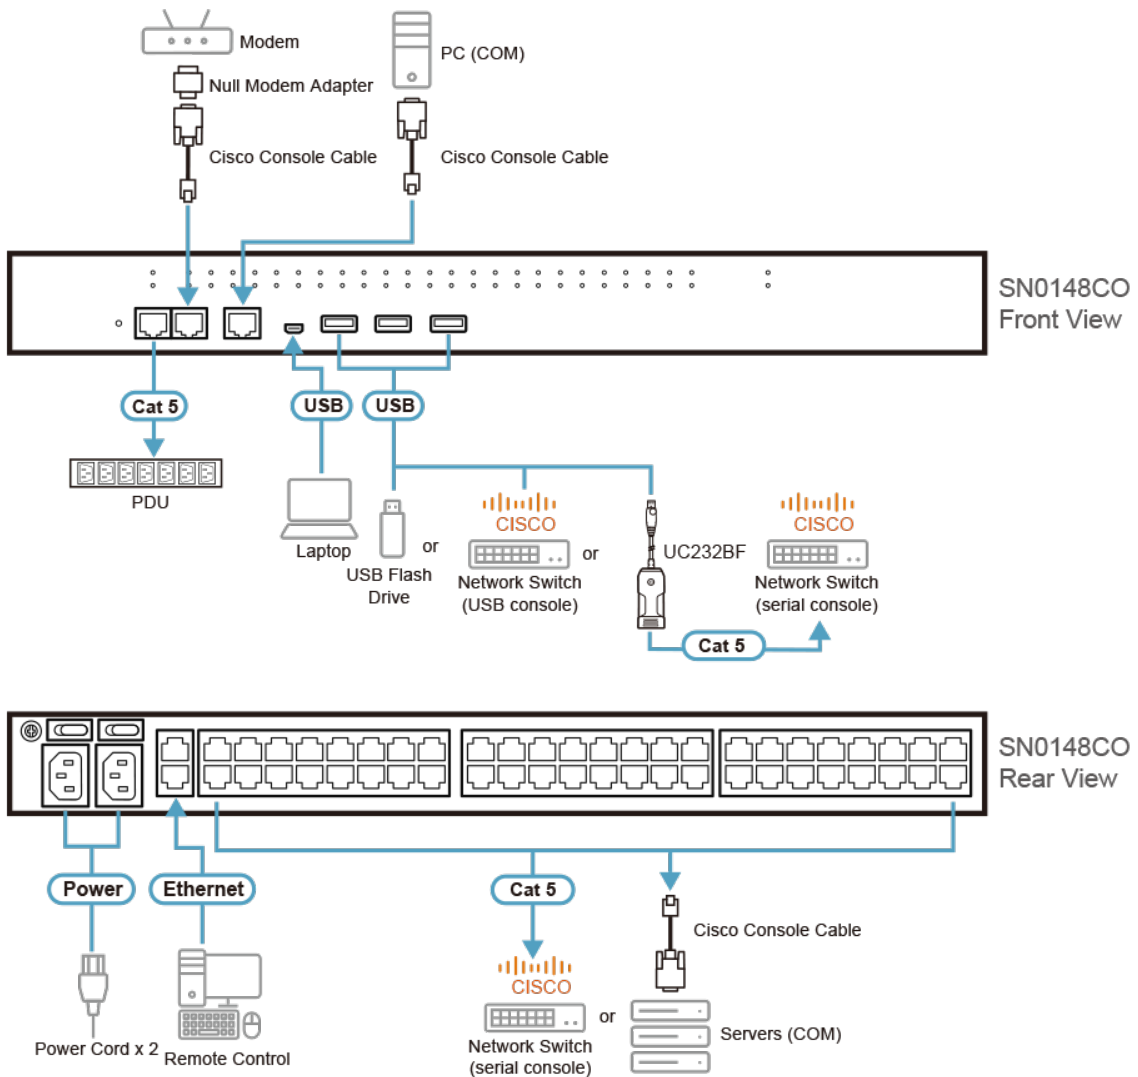 Modem
PC (COM)
Null Modem Adapter
Cisco Console Cable
Cisco Console Cable
SN0148CO
Front View
Cat 5
USB
USB
PDU
Laptop
USB Flash
Drive
or
CISCO
Network Switch
(USB console)
or
UC232BF
CISCO
Network Switch
(serial console)
Cat 5
SN0148CO
Rear View
Power
Ethernet
Cat 5
Cisco Console Cable
Power Cord x 2
Remote Control
CISCO
Network Switch
(serial console)
or
Servers (COM)